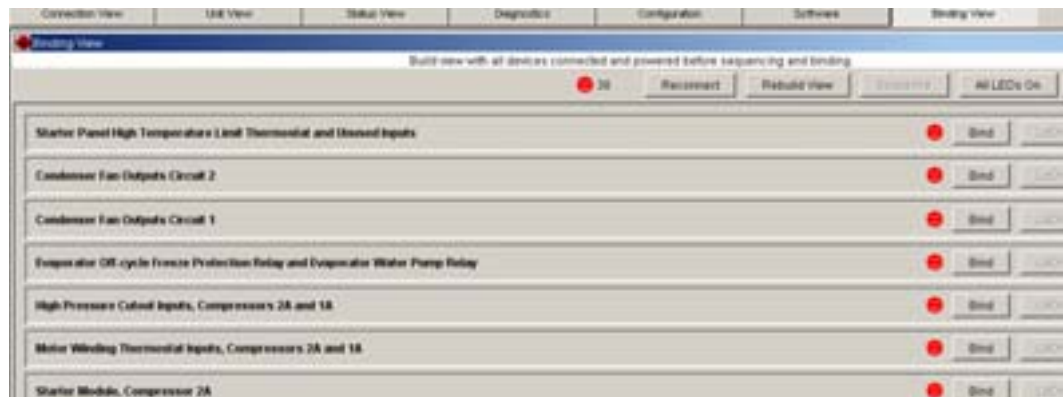 Connection View Unit View Status View Diagnostics Configuration Software Binding View
Binding View
Build view with all devices connected and powered before sequencing and binding
Reconnect Rebuild View All LEDs On
Starter Panel High Temperature Limit Thermostat and Unused Inputs Bind
Condenser Fan Outputs Circuit 2 Bind
Condenser Fan Outputs Circuit 1 Bind
Evaporator Off-cycle Freeze Protection Relay and Evaporator Water Pump Relay Bind
High Pressure Cutout Inputs, Compressors 2A and 1A Bind
Motor Winding Thermostat Inputs, Compressors 2A and 1A Bind
Starter Module, Compressor 2A Bind